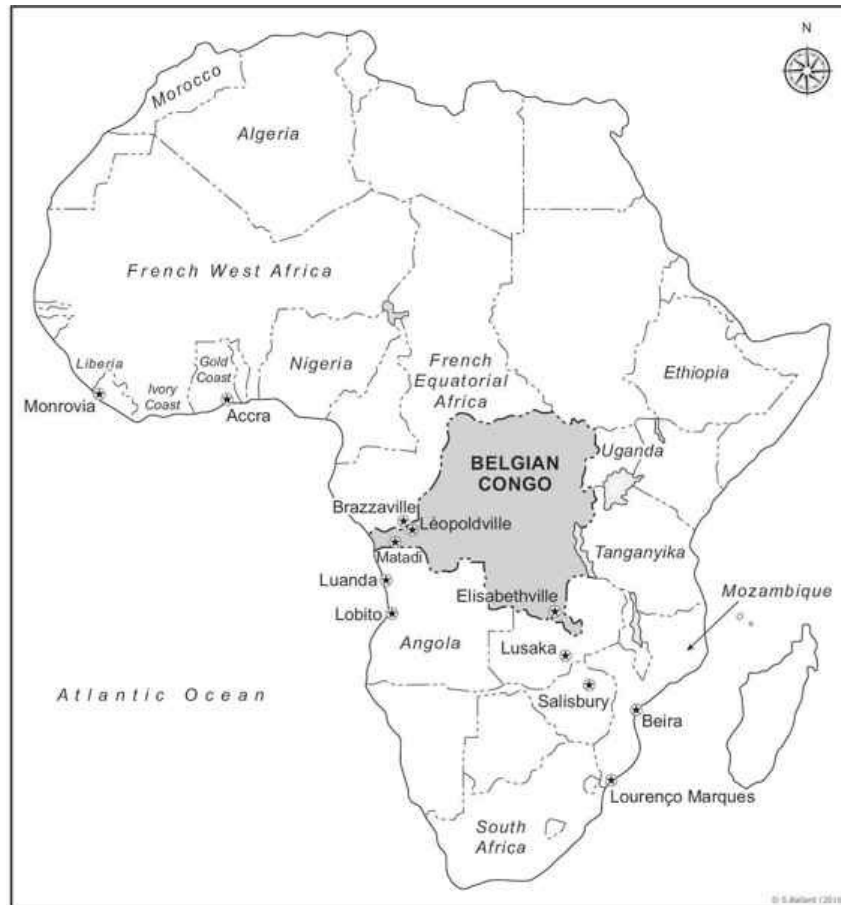 N
Morocco
Algeria
French West Africa
Liberia
Monrovia
Ivory
Coast
Gold
Coast
Accra
Nigeria
French
Equatorial
Africa
Ethiopia
BELGIAN
CONGO
Uganda
Brazzaville
Léopoldville
Matadi
Tanganyika
Luanda
Elisabethville
Mozambique
Lobito
Angola
Lusaka
Atlantic Ocean
Salisbury
Beira
Lourenço Marques
South
Africa
© S.Ballard (2016)